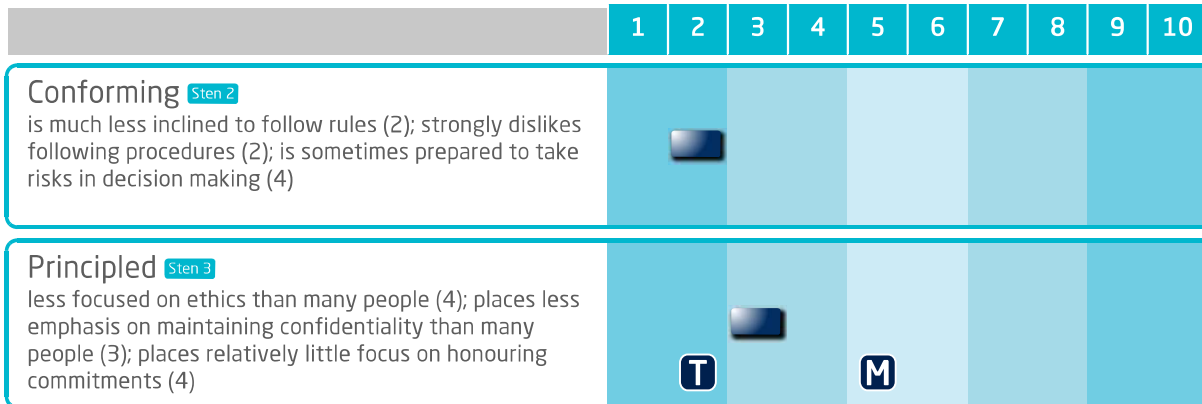 1 2 3 4 5 6 7 8 9 10
Conforming Sten 2
is much less inclined to follow rules (2); strongly dislikes
following procedures (2); is sometimes prepared to take
risks in decision making (4)
Principled Sten 3
less focused on ethics than many people (4); places less
emphasis on maintaining confidentiality than many
people (3); places relatively little focus on honouring
commitments (4)
T M